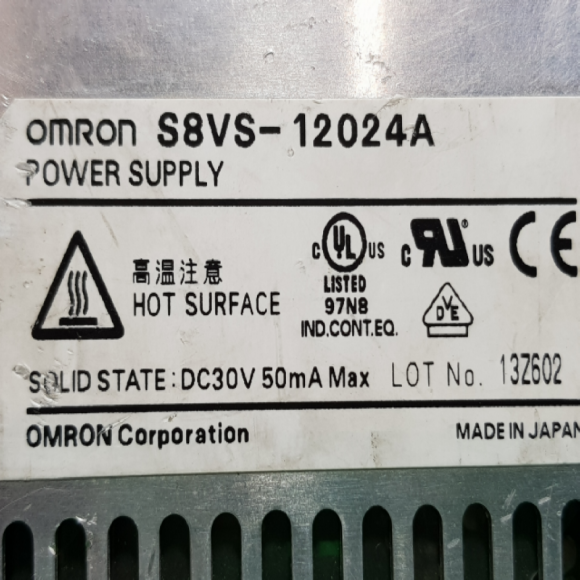 OMRON S8VS-12024A
POWER SUPPLY
高温注意
HOT SURFACE
C UL US
LISTED
97N8
IND.CONT.EQ.
C RU US
CE
DVE
SOLID STATE : DC30V 50mA Max LOT No. 13Z602
OMRON Corporation
MADE IN JAPAN